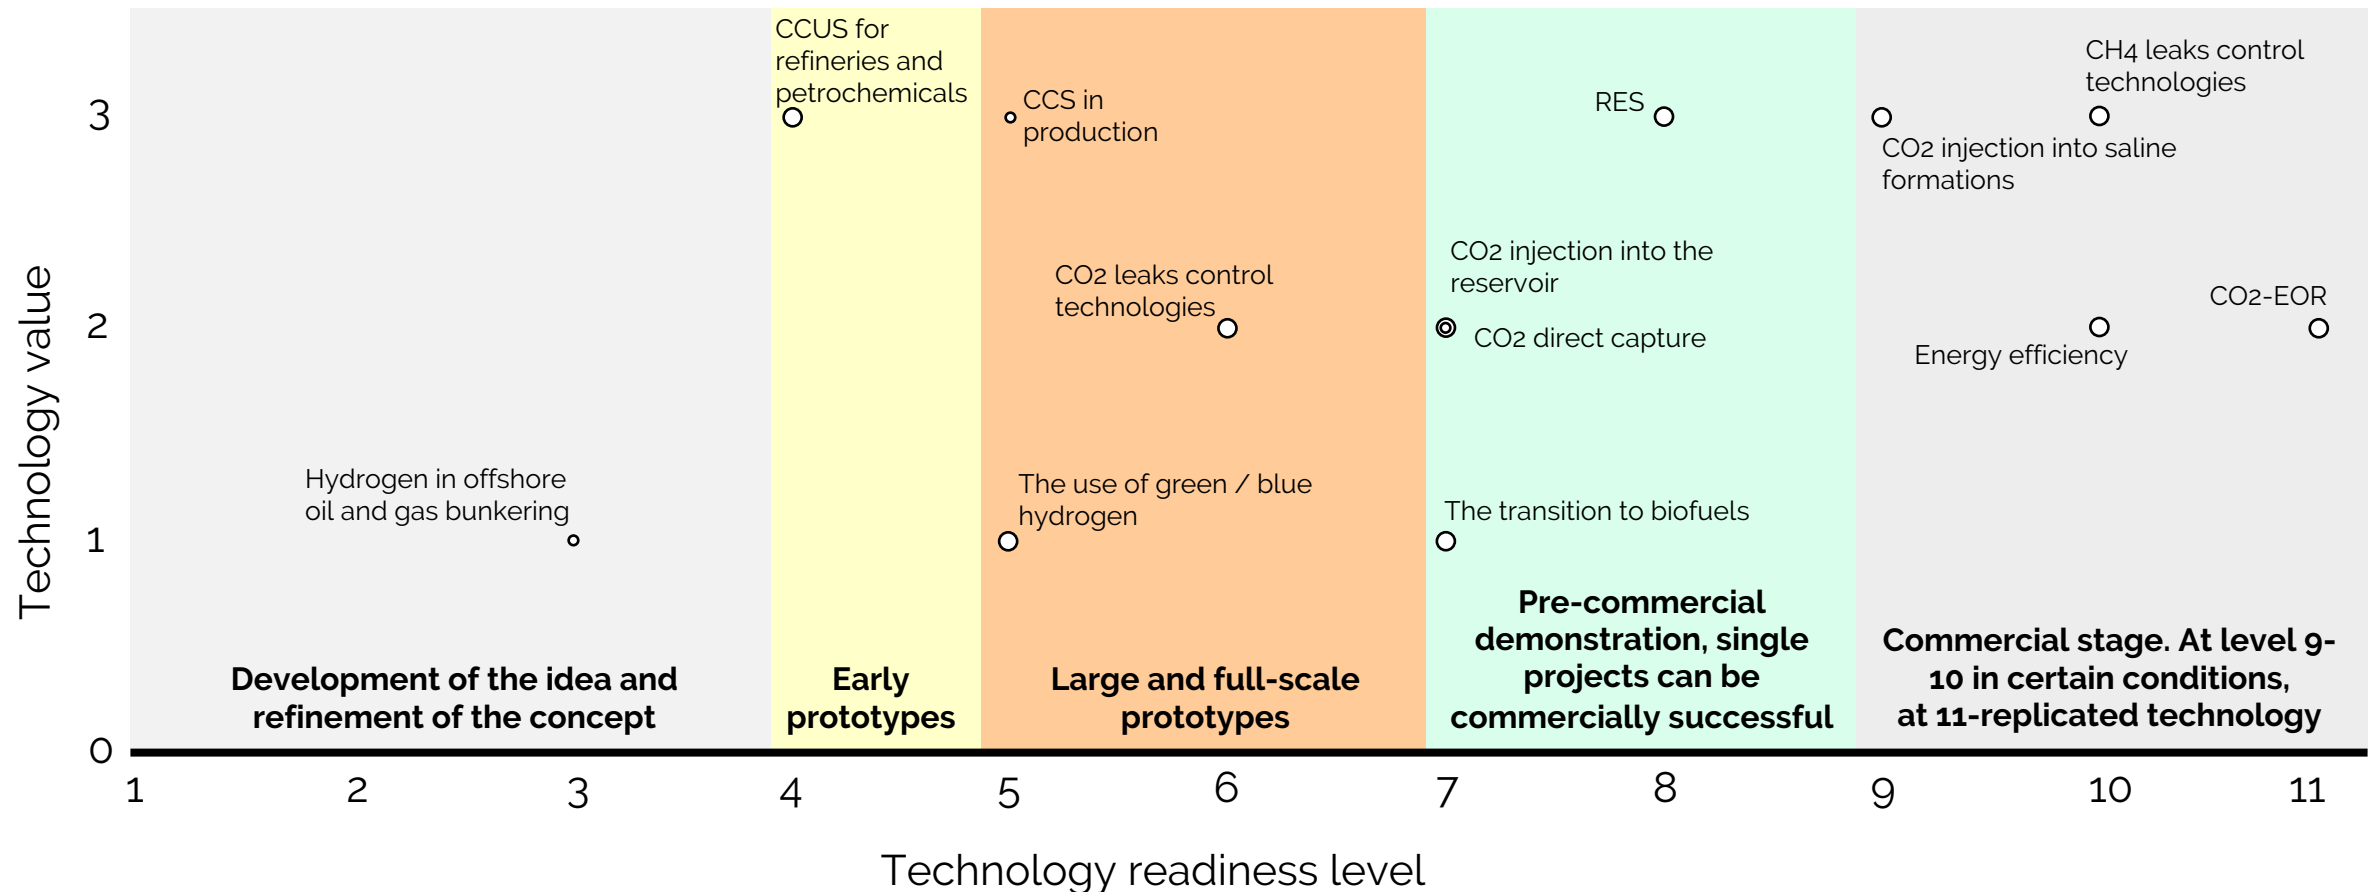 CCUS for
refineries and
petrochemicals
CCS in
production
RES
CH4 leaks control
technologies
CO2 injection into saline
formations
CO2 leaks control
technologies
CO2 injection into the
reservoir
CO2 direct capture
CO2-EOR
Energy efficiency
Hydrogen in offshore
oil and gas bunkering
The use of green / blue
hydrogen
The transition to biofuels
Development of the idea and
refinement of the concept
Early
prototypes
Large and full-scale
prototypes
Pre-commercial
demonstration, single
projects can be
commercially successful
Commercial stage. At level 9-
10 in certain conditions,
at 11-replicated technology
Technology value
3
2
1
0
1 2 3 4 5 6 7 8 9 10 11
Technology readiness level